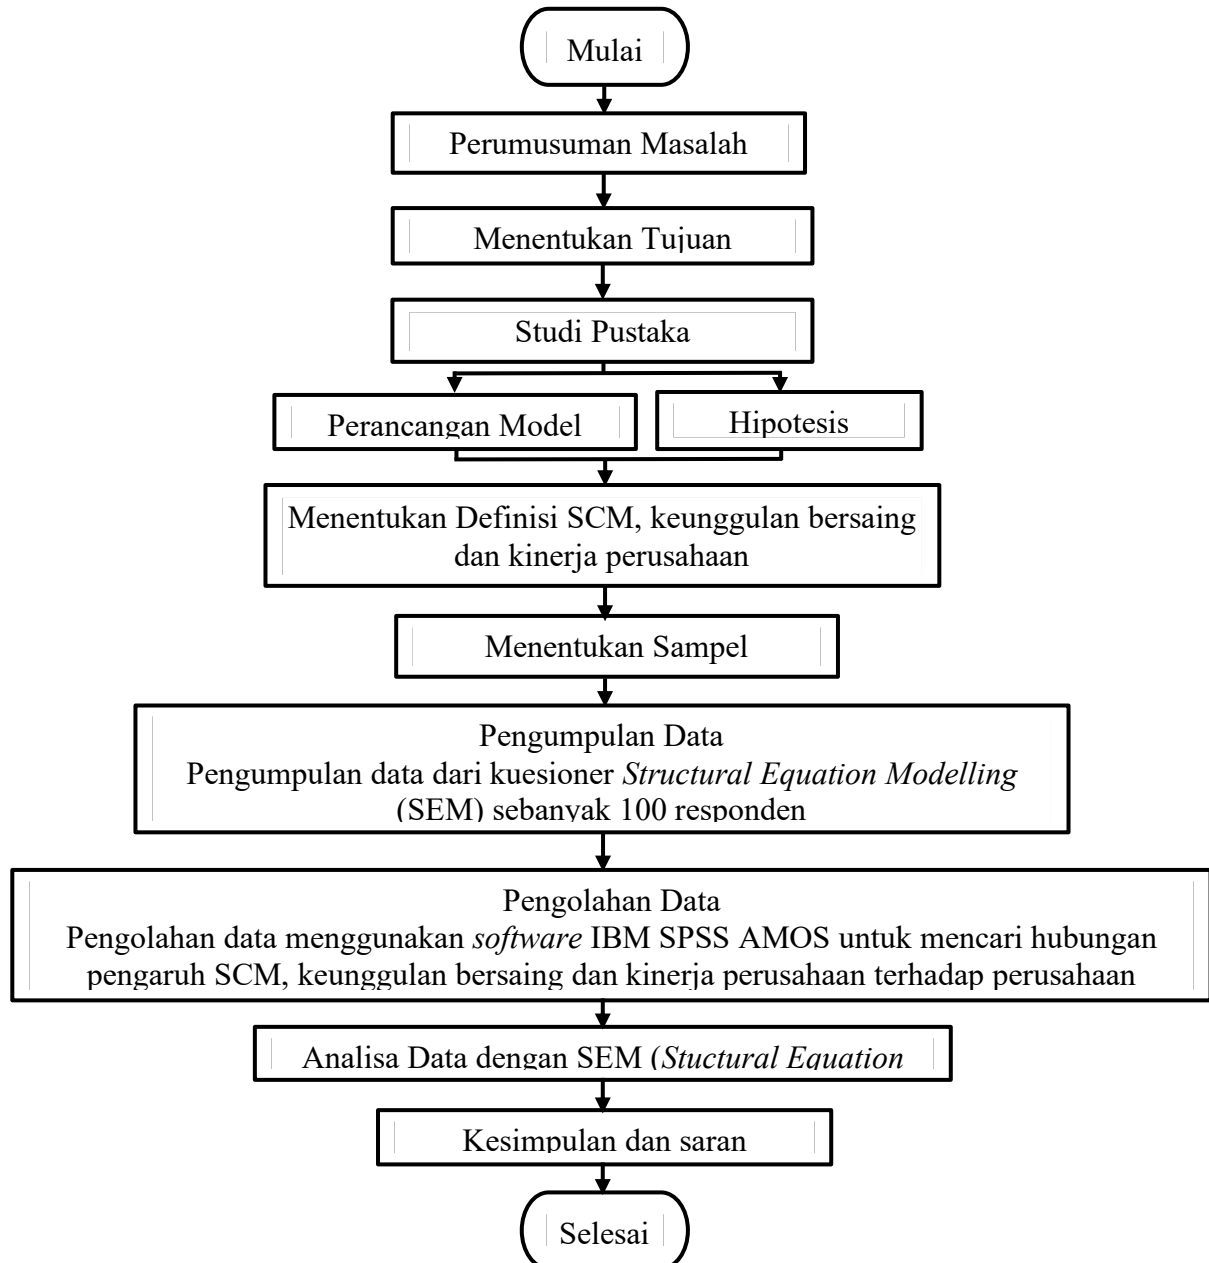 Mulai
Perumusuman Masalah
Menentukan Tujuan
Studi Pustaka
Perancangan Model
Hipotesis
Menentukan Definisi SCM, keunggulan bersaing
dan kinerja perusahaan
Menentukan Sampel
Pengumpulan Data
Pengumpulan data dari kuesioner Structural Equation Modelling
(SEM) sebanyak 100 responden
Pengolahan Data
Pengolahan data menggunakan software IBM SPSS AMOS untuk mencari hubungan
pengaruh SCM, keunggulan bersaing dan kinerja perusahaan terhadap perusahaan
Analisa Data dengan SEM (Stuctural Equation
Kesimpulan dan saran
Selesai